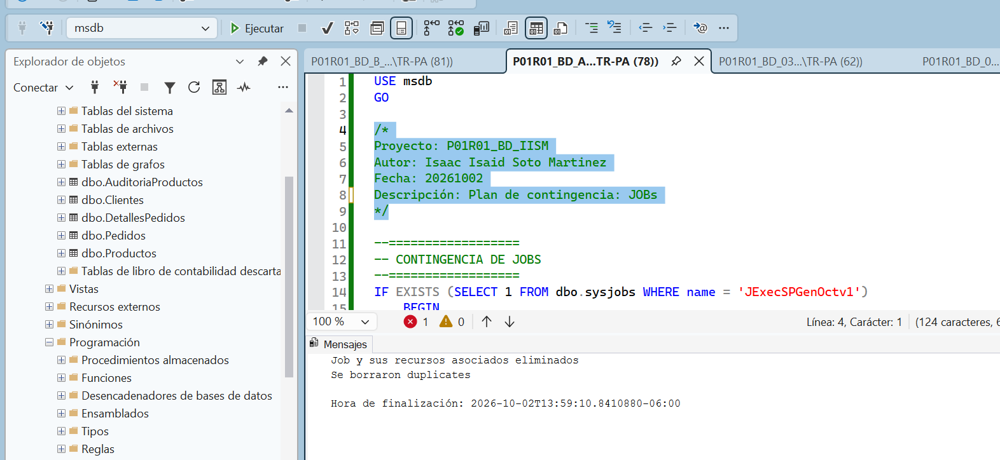 msdb
Ejecutar
Explorador de objetos
Conectar
Tablas del sistema
Tablas de archivos
Tablas externas
Tablas de grafos
dbo.AuditoriaProductos
dbo.Clientes
dbo.DetallesPedidos
dbo.Pedidos
dbo.Productos
Tablas de libro de contabilidad descarta
Vistas
Recursos externos
Sinónimos
Programación
Procedimientos almacenados
Funciones
Desencadenadores de bases de datos
Ensamblados
Tipos
Reglas
P01R01_BD_B_...\TR-PA (81))
P01R01_BD_A...TR-PA (78))
P01R01_BD_03...\TR-PA (62))
P01R01_BD_0...
1 USE msdb
2 GO
3
4 /*
5 Proyecto: P01R01_BD_IISM
6 Autor: Isaac Isaid Soto Martinez
7 Fecha: 20261002
8 Descripción: Plan de contingencia: JOBs
9 */
10
11 --==================
12 -- CONTINGENCIA DE JOBS
13 --==================
14 IF EXISTS (SELECT 1 FROM dbo.sysjobs WHERE name = 'JExecSPGenOctv1')
15 BEGIN
100 %
1
0
Línea: 4, Carácter: 1
(124 caracteres, 6
Mensajes
Job y sus recursos asociados eliminados
Se borraron duplicates
Hora de finalización: 2026-10-02T13:59:10.8410880-06:00